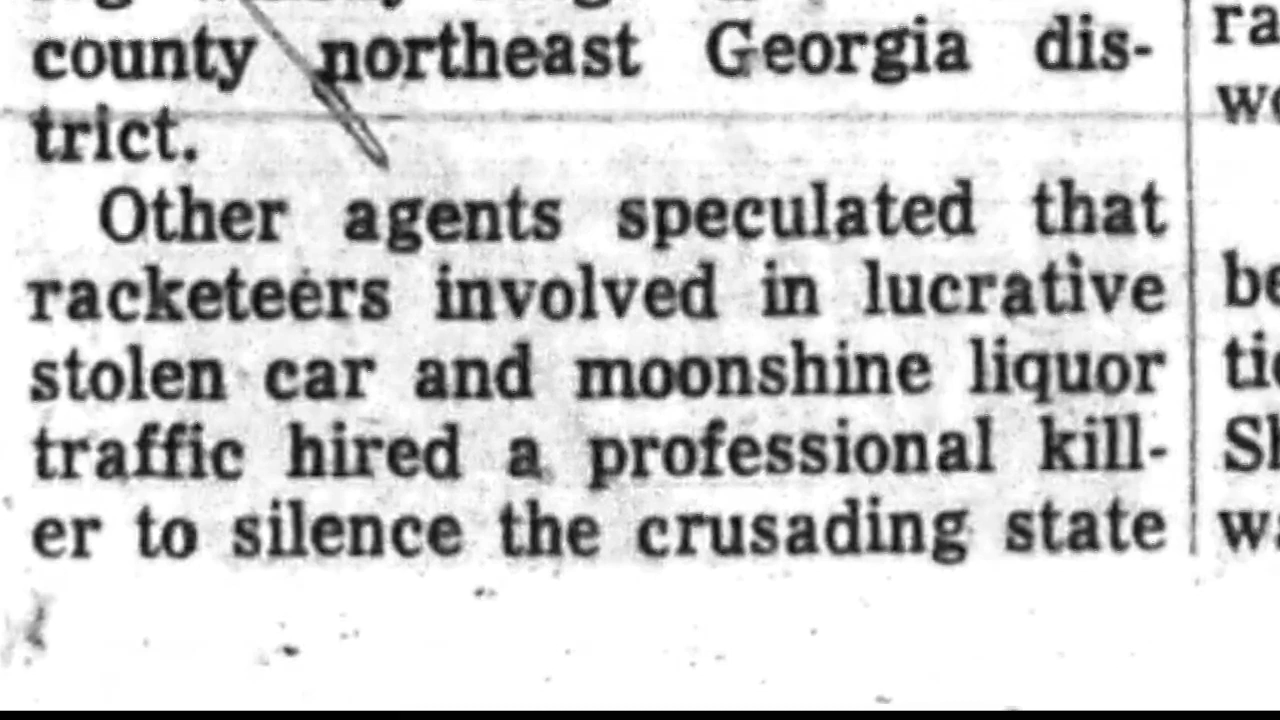 county northeast Georgia dis-
trict.
Other agents speculated that
racketeers involved in lucrative
stolen car and moonshine liquor
traffic hired a professional kill-
er to silence the crusading state